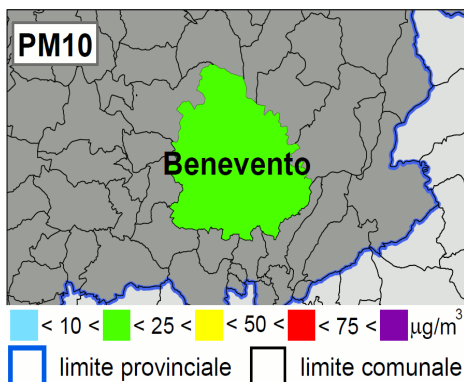 PM10
Benevento
< 10 < < 25 < < 50 < < 75 < μg/m³
limite provinciale limite comunale